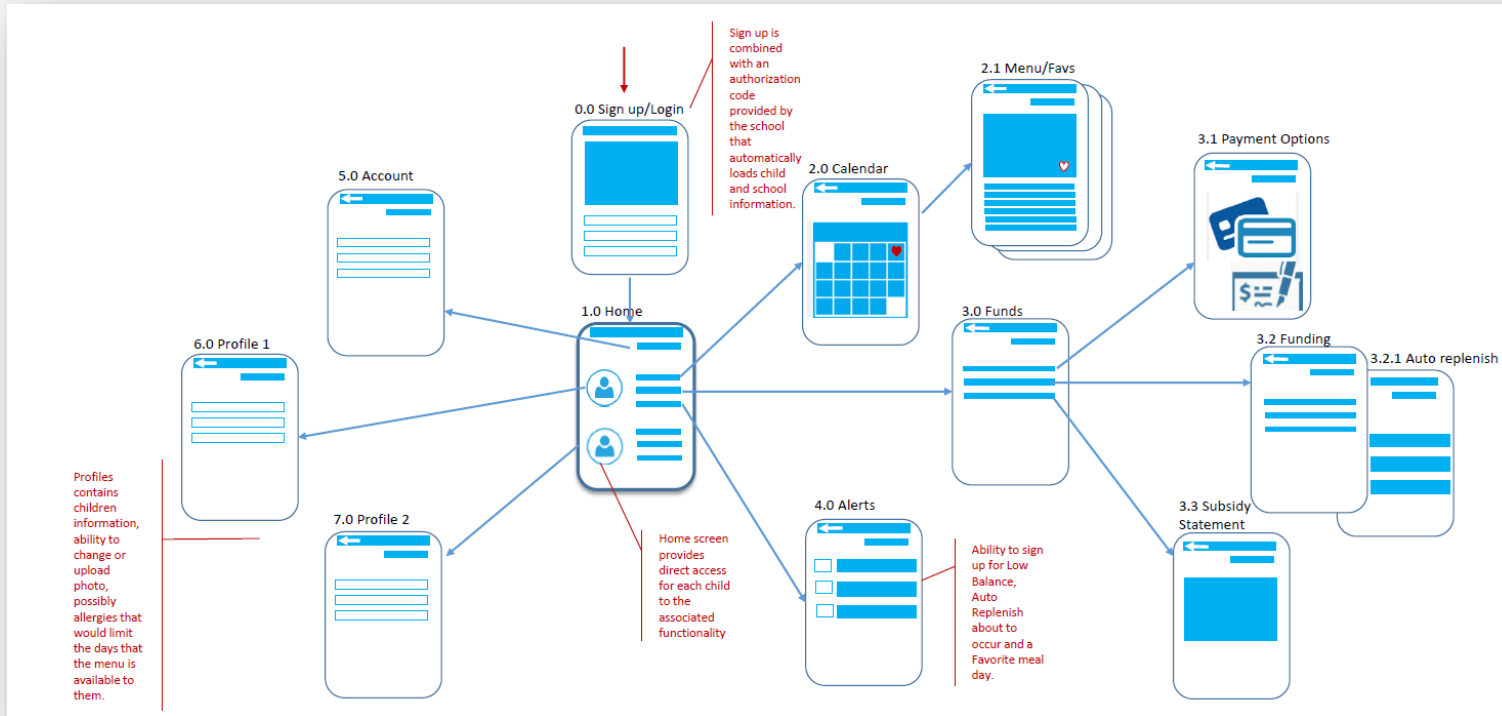 Sign up is
combined
with an
authorization
code
provided by
the school
that
automatically
loads child
and school
information.
0.0 Sign up/Login
2.1 Menu/Favs
3.1 Payment Options
2.0 Calendar
5.0 Account
1.0 Home
3.0 Funds
6.0 Profile 1
3.2 Funding
3.2.1 Auto replenish
Profiles
contains
children
information,
ability to
change or
upload
photo,
possibly
allergies that
would limit
the days that
the menu is
available to
them.
7.0 Profile 2
Home screen
provides
direct access
for each child
to the
associated
functionality
4.0 Alerts
Ability to sign
up for Low
Balance,
Auto
Replenish
about to
occur and a
Favorite meal
day.
3.3 Subsidy
Statement
$